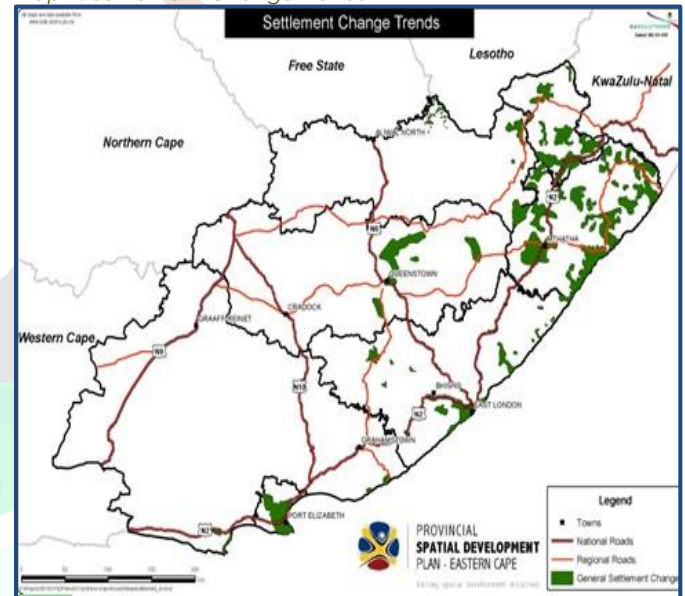 Settlement Change Trends
Lesotho
Free State
KwaZulu-Natal
Northern Cape
ALIWAL NORTH
N6
N2
MTHATHA
QUEENSTOWN
CRADOCK
GRAAFF-REINET
Western Cape
N9
N10
BHISHO
EAST LONDON
N2
GRAHAMSTOWN
PORT ELIZABETH
N2
Legend
Towns
National Roads
Regional Roads
General Settlement Change
PROVINCIAL
SPATIAL DEVELOPMENT
PLAN - EASTERN CAPE